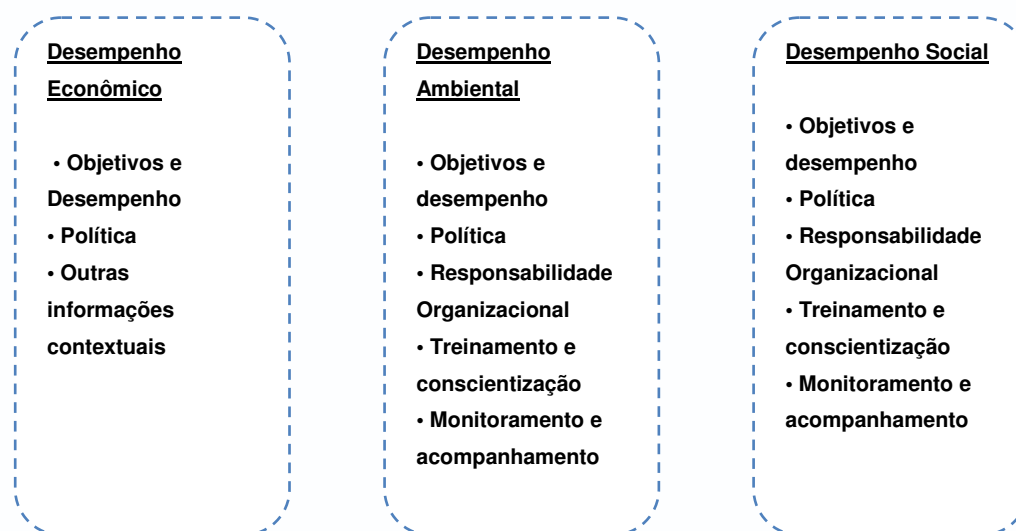 Desempenho
Econômico
• Objetivos e
Desempenho
• Política
• Outras
informações
contextuais
Desempenho
Ambiental
• Objetivos e
desempenho
• Política
• Responsabilidade
Organizacional
• Treinamento e
conscientização
• Monitoramento e
acompanhamento
Desempenho Social
• Objetivos e
desempenho
• Política
• Responsabilidade
Organizacional
• Treinamento e
conscientização
• Monitoramento e
acompanhamento